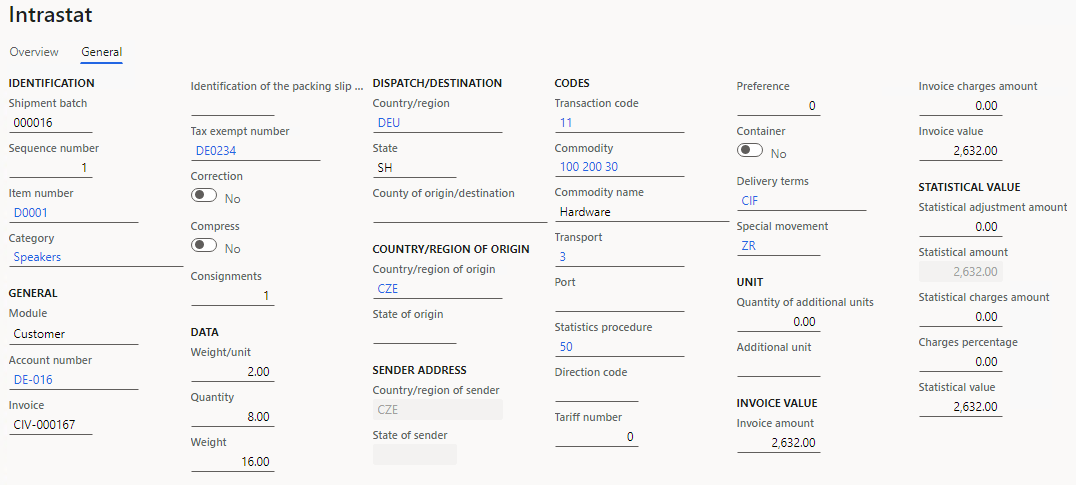 Intrastat
Overview
General
IDENTIFICATION
Shipment batch
000016
Sequence number
1
Item number
D0001
Category
Speakers
GENERAL
Module
Customer
Account number
DE-016
Invoice
CIV-000167
Identification of the packing slip ...
Tax exempt number
DE0234
Correction
No
Compress
No
Consignments
1
DATA
Weight/unit
2.00
Quantity
8.00
Weight
16.00
DISPATCH/DESTINATION
Country/region
DEU
State
SH
County of origin/destination
COUNTRY/REGION OF ORIGIN
Country/region of origin
CZE
State of origin
SENDER ADDRESS
Country/region of sender
CZE
State of sender
CODES
Transaction code
11
Commodity
100 200 30
Commodity name
Hardware
Transport
3
Port
Statistics procedure
50
Direction code
Tariff number
0
Preference
0
Container
No
Delivery terms
CIF
Special movement
ZR
UNIT
Quantity of additional units
0.00
Additional unit
INVOICE VALUE
Invoice amount
2,632.00
Invoice charges amount
0.00
Invoice value
2,632.00
STATISTICAL VALUE
Statistical adjustment amount
0.00
Statistical amount
2,632.00
Statistical charges amount
0.00
Charges percentage
0.00
Statistical value
2,632.00